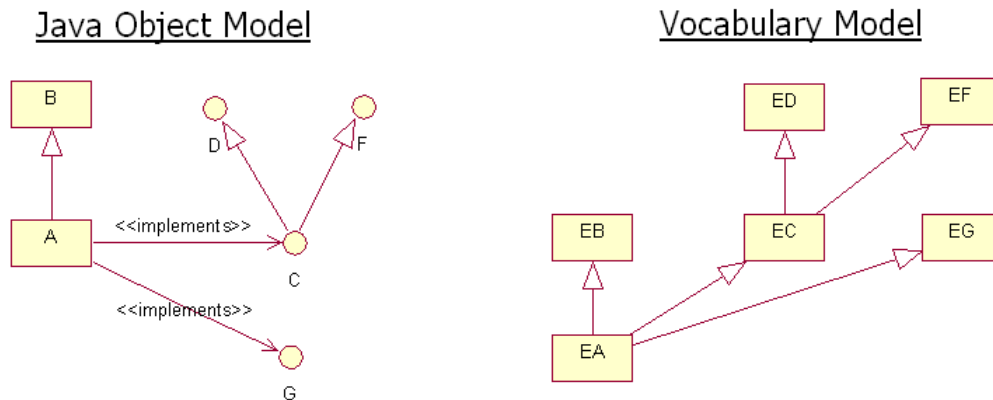 Java Object Model
Vocabulary Model
B
D
F
A
<<implements>>
C
<<implements>>
G
ED
EF
EB
EC
EG
EA